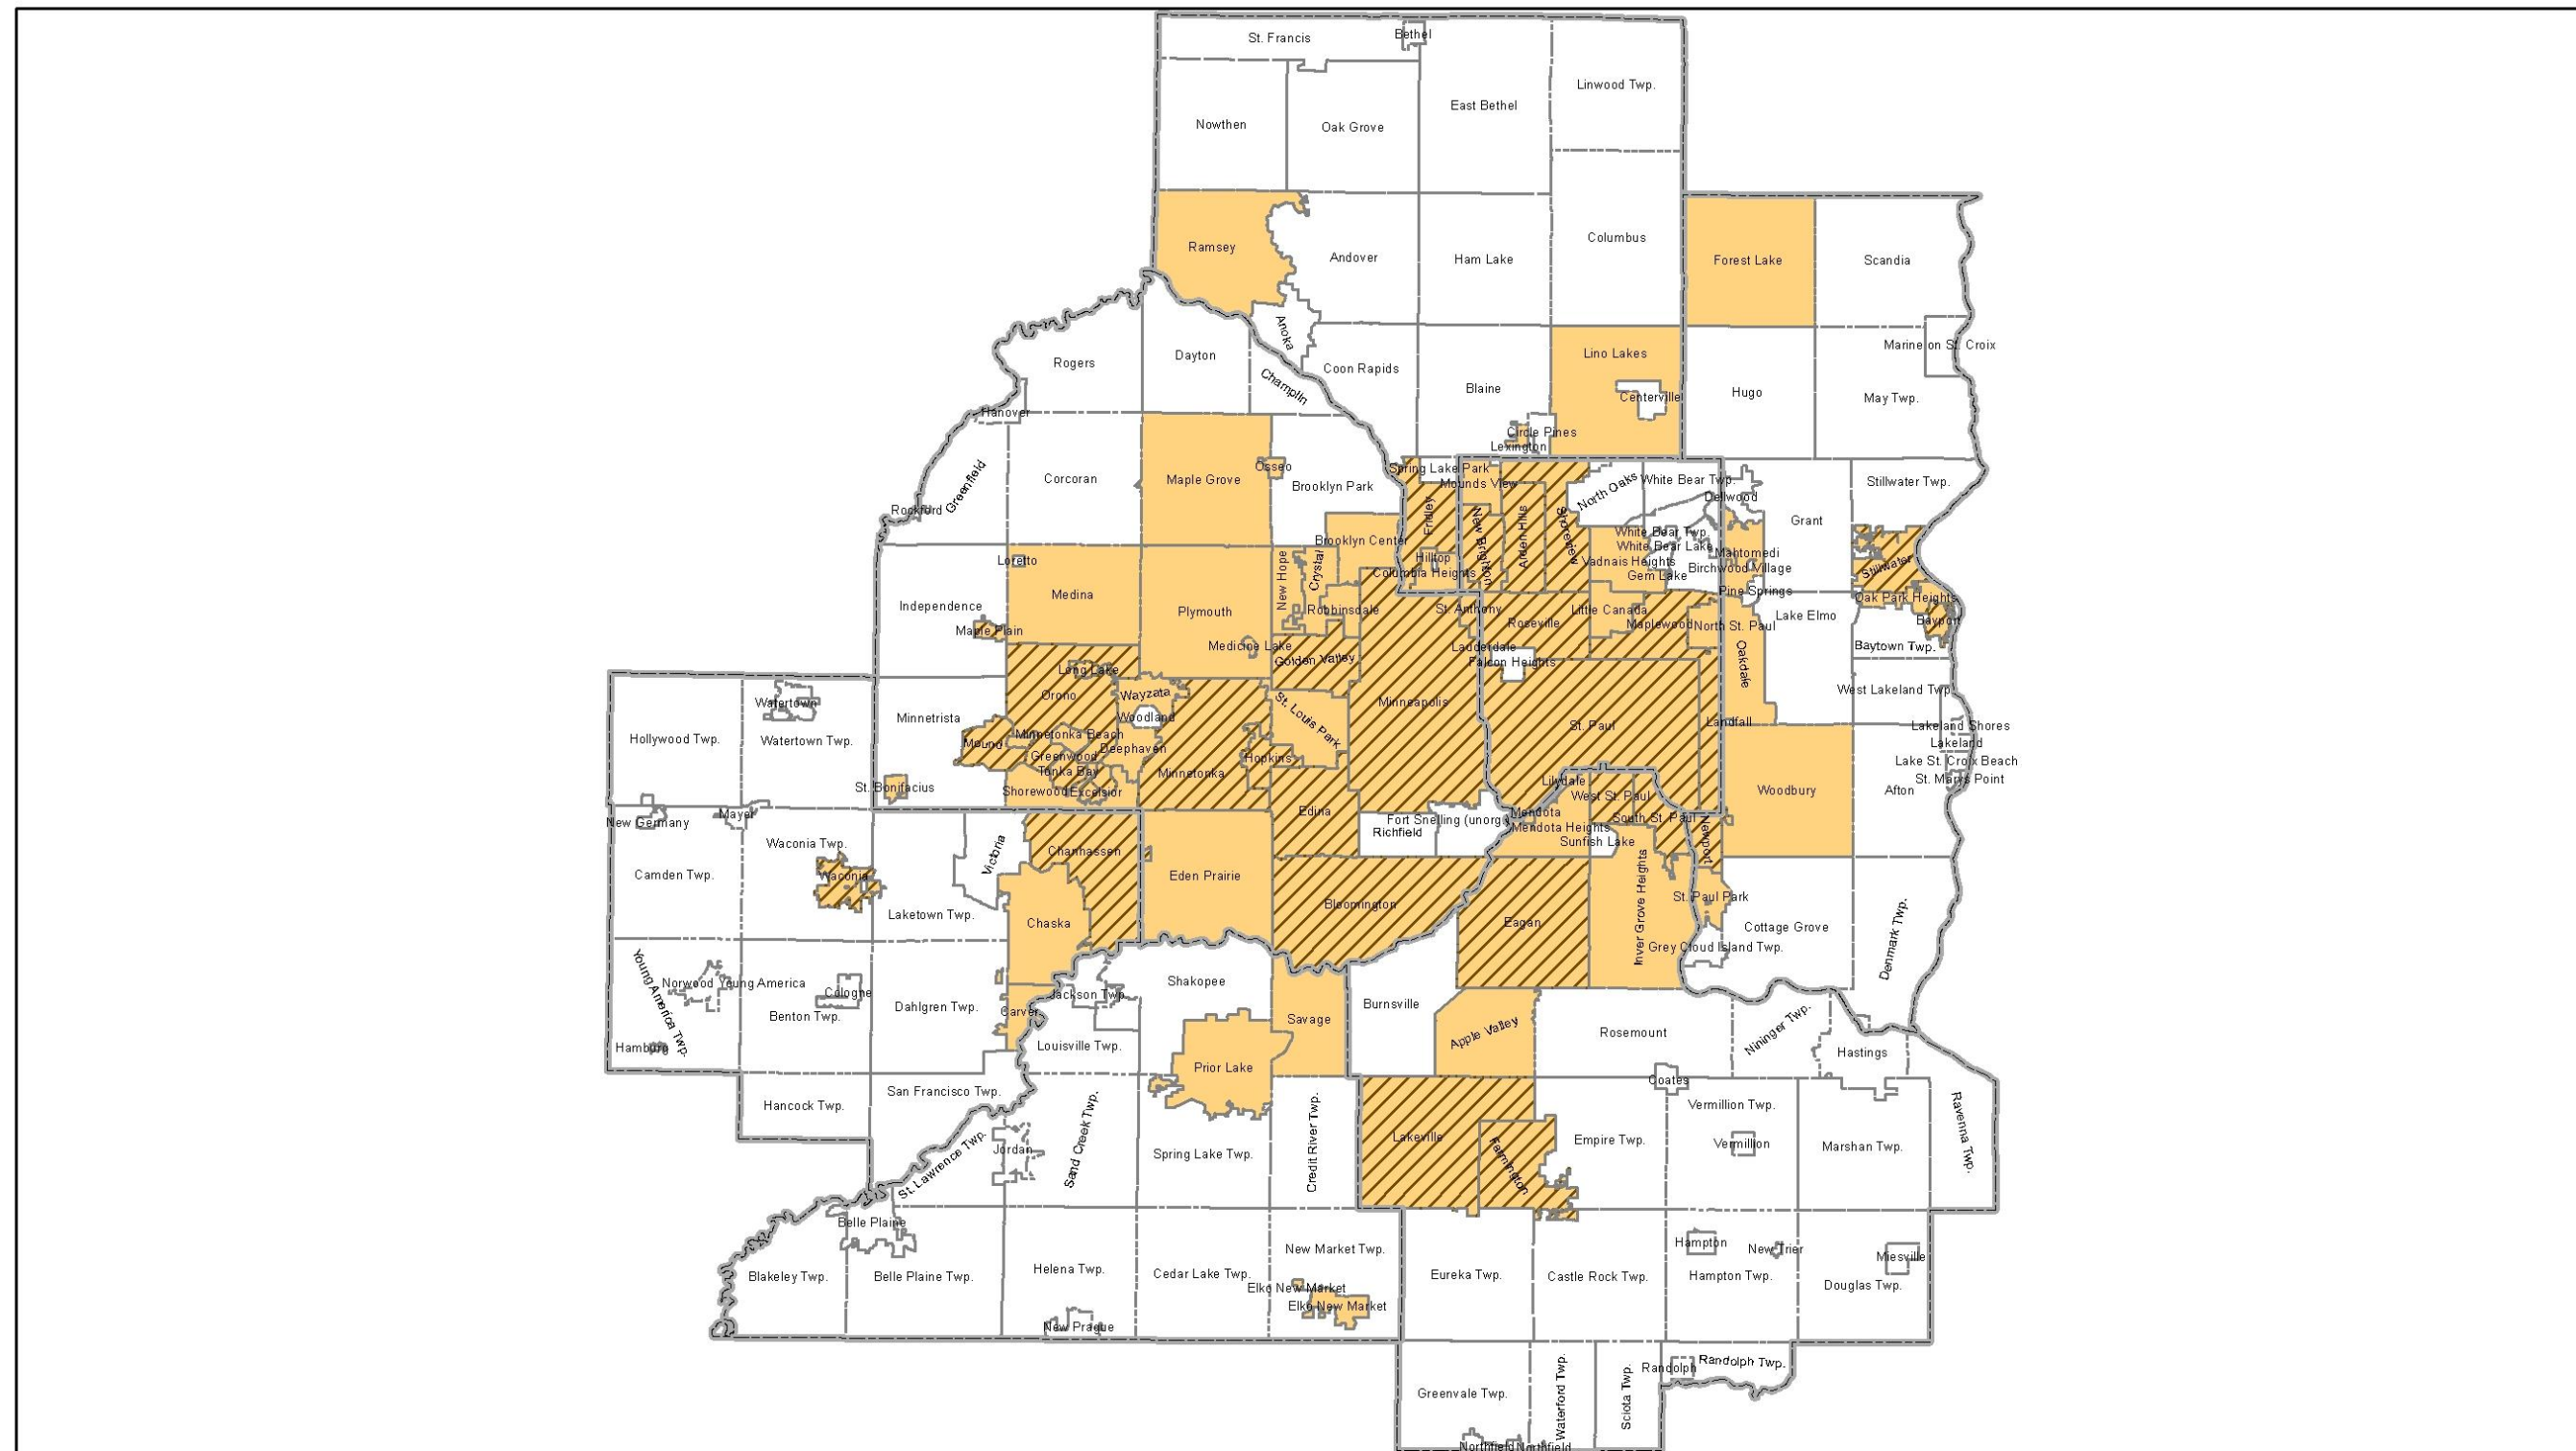 St. Francis
Bethel
Linwood Twp.
East Bethel
Nowthen
Oak Grove
Ramsey
Andover
Ham Lake
Columbus
Forest Lake
Scandia
Anoka
Rogers
Dayton
Champlin
Coon Rapids
Blaine
Lino Lakes
Centerville
Hugo
Marine on St. Croix
May Twp.
Hanover
Circle Pines
Lexington
Greenfield
Corcoran
Maple Grove
Osseo
Brooklyn Park
Spring Lake Park
Mounds View
North Oaks
White Bear Twp.
Dellwood
Stillwater Twp.
Rockford
Fridley
New Brighton
Arden Hills
Shoreview
Grant
Brooklyn Center
White Bear Twp.
White Bear Lake
Mahtomedi
Loretto
New Hope
Crystal
Hilltop
Columbia Heights
Vadnais Heights
Gem Lake
Birchwood Village
Stillwater
Independence
Medina
Plymouth
Robbinsdale
St. Anthony
Roseville
Little Canada
Maplewood
North St. Paul
Pine Springs
Lake Elmo
Oak Park Heights
Bayport
Maple Plain
Medicine Lake
Golden Valley
Lauderdale
Falcon Heights
Oakdale
Baytown Twp.
Long Lake
Orono
Wayzata
Woodland
St. Louis Park
Minneapolis
St. Paul
Landfall
West Lakeland Twp.
Watertown
Minnetrista
Hollywood Twp.
Watertown Twp.
Mound
Minnetonka Beach
Deephaven
Greenwood
Tonka Bay
Minnetonka
Hopkins
Lakeland Shores
Lakeland
Lake St. Croix Beach
St. Marys Point
St. Bonifacius
Shorewood
Excelsior
Edina
Lilydale
West St. Paul
Woodbury
Afton
New Germany
Mayer
Fort Snelling (unorg.)
Richfield
Mendota
Mendota Heights
South St. Paul
Sunfish Lake
Newport
Waconia Twp.
Victoria
Chanhassen
Camden Twp.
Waconia
Eden Prairie
Bloomington
Eagan
Inver Grove Heights
St. Paul Park
Laketown Twp.
Chaska
Cottage Grove
Grey Cloud Island Twp.
Denmark Twp.
Young America Twp.
Norwood Young America
Cologne
Benton Twp.
Dahlgren Twp.
Carver
Jackson Twp.
Shakopee
Savage
Burnsville
Apple Valley
Rosemount
Nininger Twp.
Hastings
Hamburg
Louisville Twp.
Prior Lake
Coates
Hancock Twp.
San Francisco Twp.
Vermillion Twp.
Ravenna Twp.
St. Lawrence Twp.
Jordan
Sand Creek Twp.
Spring Lake Twp.
Credit River Twp.
Lakeville
Farmington
Empire Twp.
Vermillion
Marshan Twp.
Belle Plaine
Blakeley Twp.
Belle Plaine Twp.
Helena Twp.
Cedar Lake Twp.
New Market Twp.
Elko New Market
Elko New Market
New Prague
Eureka Twp.
Castle Rock Twp.
Hampton
New Trier
Hampton Twp.
Miesville
Douglas Twp.
Greenvale Twp.
Waterford Twp.
Sciota Twp.
Randolph
Randolph Twp.
Northfield
Northfield